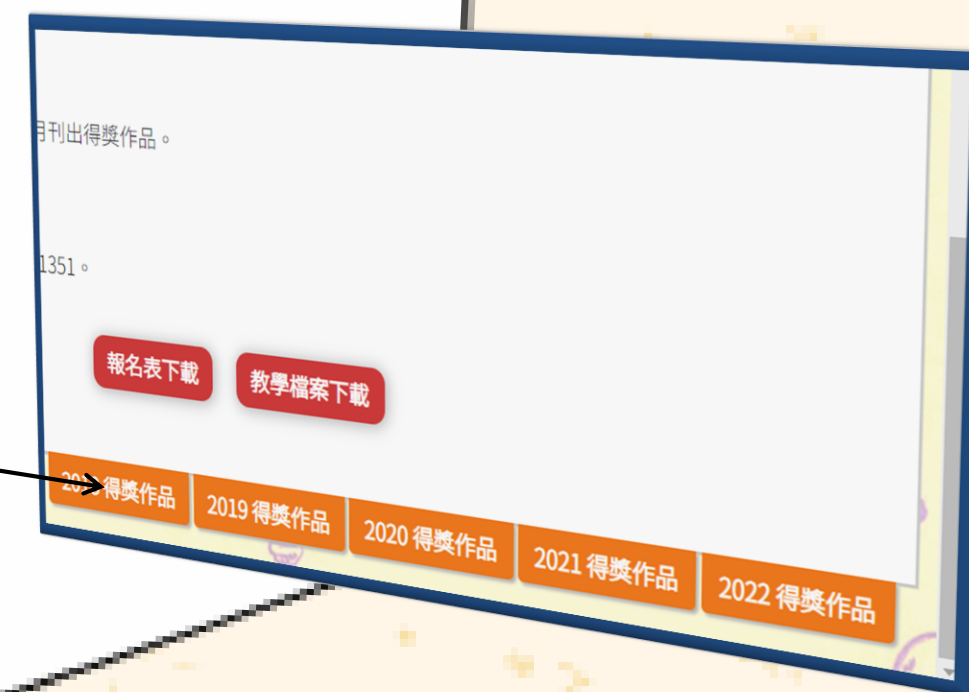 月刊出得獎作品。
1351。
報名表下載
教學檔案下載
得獎作品
2019 得獎作品
2020 得獎作品
2021 得獎作品
2022 得獎作品